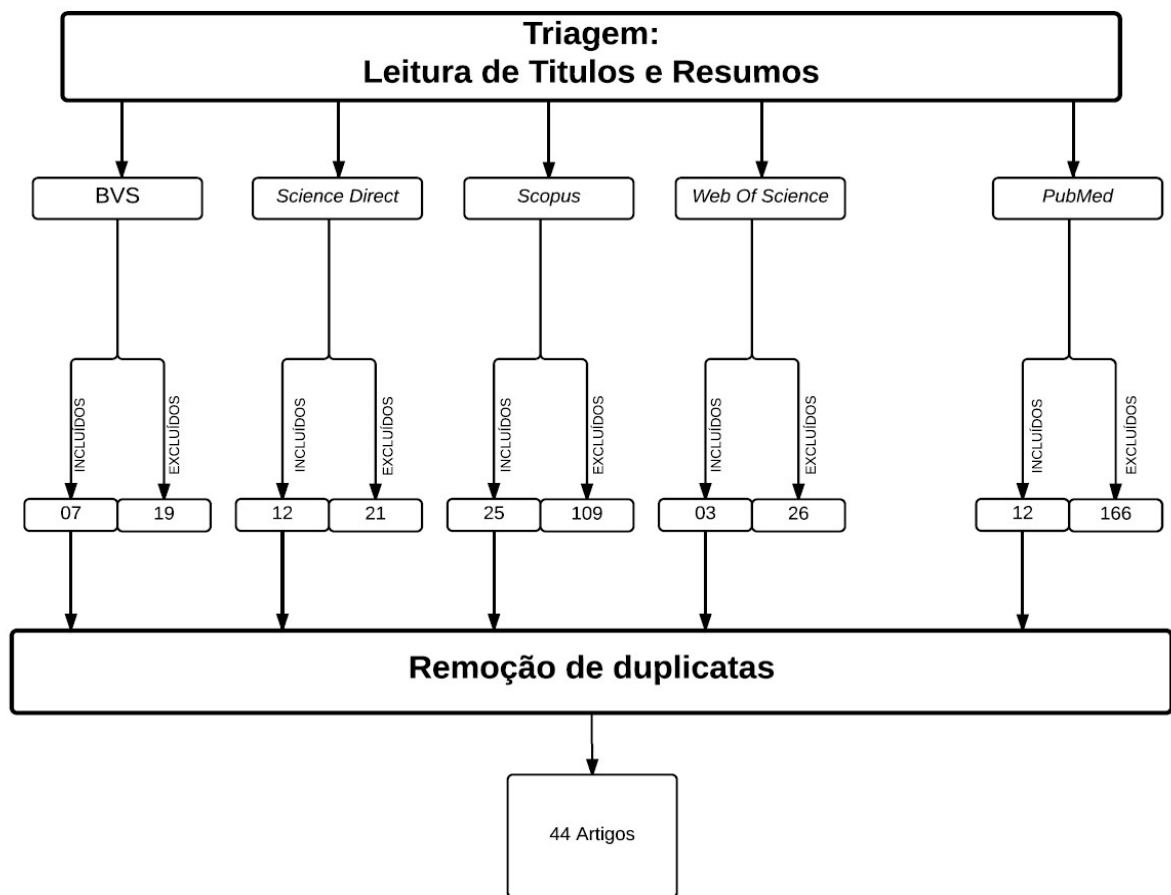 Triagem:
Leitura de Titulos e Resumos
BVS
Science Direct
Scopus
Web Of Science
PubMed
INCLUÍDOS
EXCLUÍDOS
INCLUÍDOS
EXCLUÍDOS
INCLUÍDOS
EXCLUÍDOS
INCLUÍDOS
EXCLUÍDOS
INCLUÍDOS
EXCLUÍDOS
07
19
12
21
25
109
03
26
12
166
Remoção de duplicatas
44 Artigos